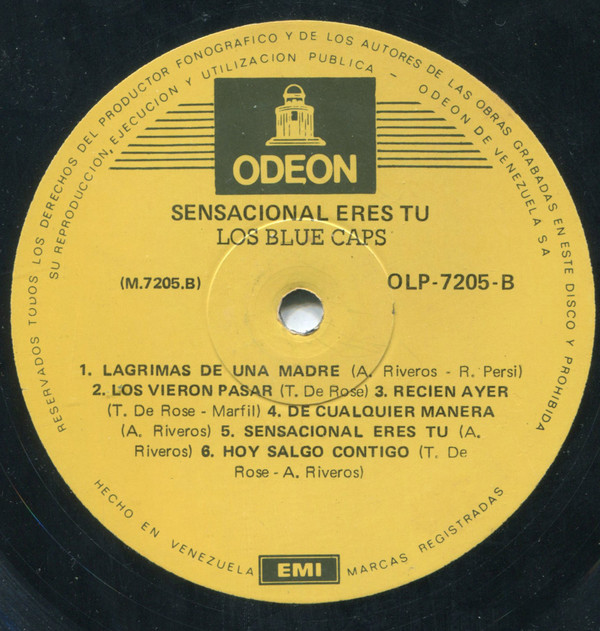 RESERVADOS TODOS LOS DERECHOS DEL PRODUCTOR FONOGRAFICO Y DE LOS AUTORES DE LAS OBRAS GRABADAS EN ESTE DISCO Y PROHIBIDA
SU REPRODUCCION, EJECUCION Y UTILIZACION PUBLICA - ODEON DE VENEZUELA SA
ODEON
SENSACIONAL ERES TU
LOS BLUE CAPS
(M.7205.B) OLP-7205-B
1. LAGRIMAS DE UNA MADRE (A. Riveros - R. Persi)
2. LOS VIERON PASAR (T. De Rose) 3. RECIEN AYER
(T. De Rose - Marfil) 4. DE CUALQUIER MANERA
(A. Riveros) 5. SENSACIONAL ERES TU (A.
Riveros) 6. HOY SALGO CONTIGO (T. De
Rose - A. Riveros)
HECHO EN VENEZUELA EMI MARCAS REGISTRADAS